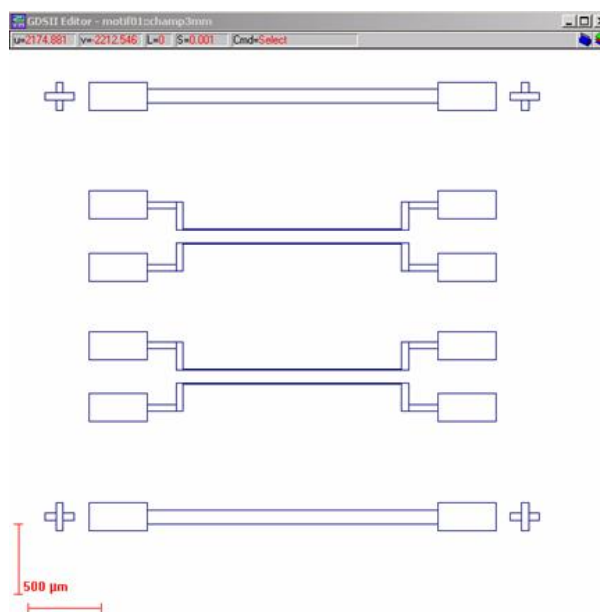 GDSII Editor - motif01::champ3mm
u=2174.881 v=-2212.546 L=0 S=0.001 Cmd=Select
500 µm